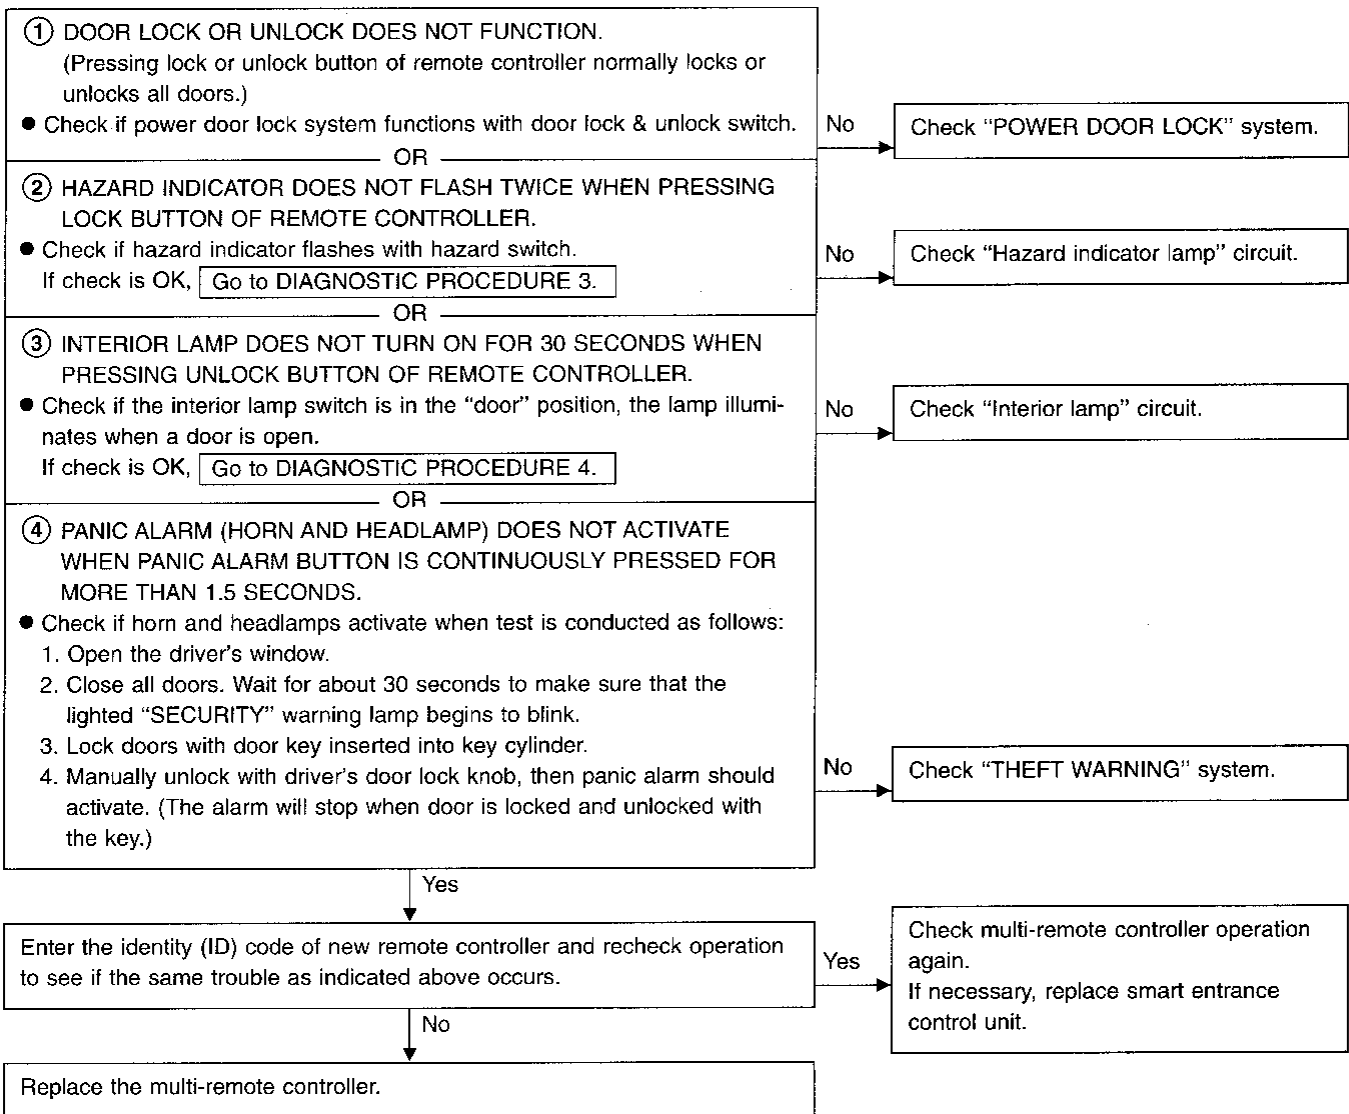 ① DOOR LOCK OR UNLOCK DOES NOT FUNCTION.
(Pressing lock or unlock button of remote controller normally locks or
unlocks all doors.)
● Check if power door lock system functions with door lock & unlock switch.
No
Check “POWER DOOR LOCK” system.
OR
② HAZARD INDICATOR DOES NOT FLASH TWICE WHEN PRESSING
LOCK BUTTON OF REMOTE CONTROLLER.
● Check if hazard indicator flashes with hazard switch.
If check is OK, Go to DIAGNOSTIC PROCEDURE 3.
No
Check “Hazard indicator lamp” circuit.
OR
③ INTERIOR LAMP DOES NOT TURN ON FOR 30 SECONDS WHEN
PRESSING UNLOCK BUTTON OF REMOTE CONTROLLER.
● Check if the interior lamp switch is in the “door” position, the lamp illumi-
nates when a door is open.
If check is OK, Go to DIAGNOSTIC PROCEDURE 4.
No
Check “Interior lamp” circuit.
OR
④ PANIC ALARM (HORN AND HEADLAMP) DOES NOT ACTIVATE
WHEN PANIC ALARM BUTTON IS CONTINUOUSLY PRESSED FOR
MORE THAN 1.5 SECONDS.
● Check if horn and headlamps activate when test is conducted as follows:
1. Open the driver’s window.
2. Close all doors. Wait for about 30 seconds to make sure that the
lighted “SECURITY” warning lamp begins to blink.
3. Lock doors with door key inserted into key cylinder.
4. Manually unlock with driver’s door lock knob, then panic alarm should
activate. (The alarm will stop when door is locked and unlocked with
the key.)
No
Check “THEFT WARNING” system.
Yes
Enter the identity (ID) code of new remote controller and recheck operation
to see if the same trouble as indicated above occurs.
Yes
Check multi-remote controller operation
again.
If necessary, replace smart entrance
control unit.
No
Replace the multi-remote controller.